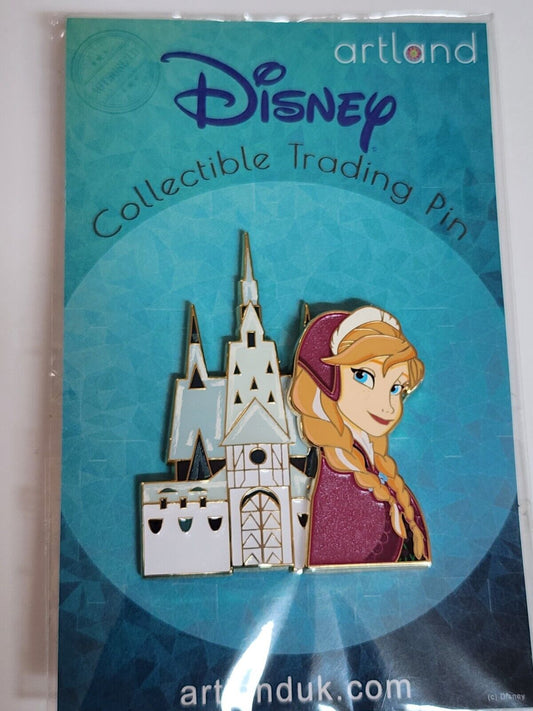 artland
Disney
Collectible Trading Pin
(c) Disney